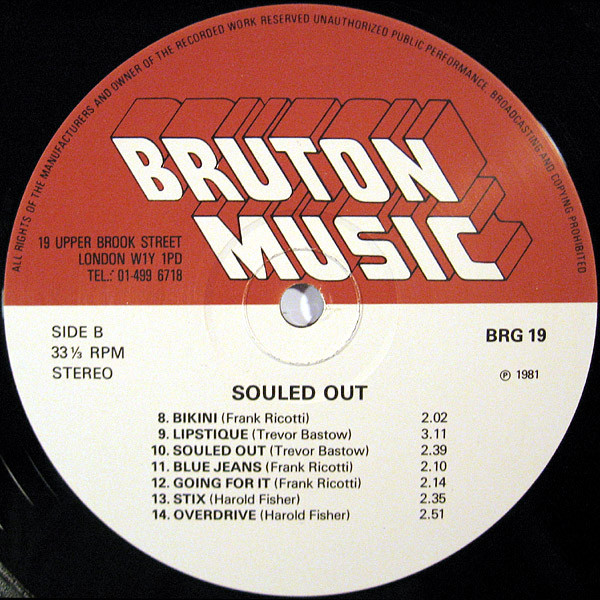 ALL RIGHTS OF THE MANUFACTURERS AND OWNER OF THE RECORDED WORK RESERVED UNAUTHORIZED PUBLIC PERFORMANCE, BROADCASTING AND COPYING PROHIBITED
BRUTON
MUSIC
19 UPPER BROOK STREET
LONDON W1Y 1PD
TEL.: 01-499 6718
SIDE B
33⅓ RPM
STEREO
BRG 19
℗ 1981
SOULED OUT
8. BIKINI (Frank Ricotti) 2.02
9. LIPSTIQUE (Trevor Bastow) 3.11
10. SOULED OUT (Trevor Bastow) 2.39
11. BLUE JEANS (Frank Ricotti) 2.10
12. GOING FOR IT (Frank Ricotti) 2.14
13. STIX (Harold Fisher) 2.35
14. OVERDRIVE (Harold Fisher) 2.51